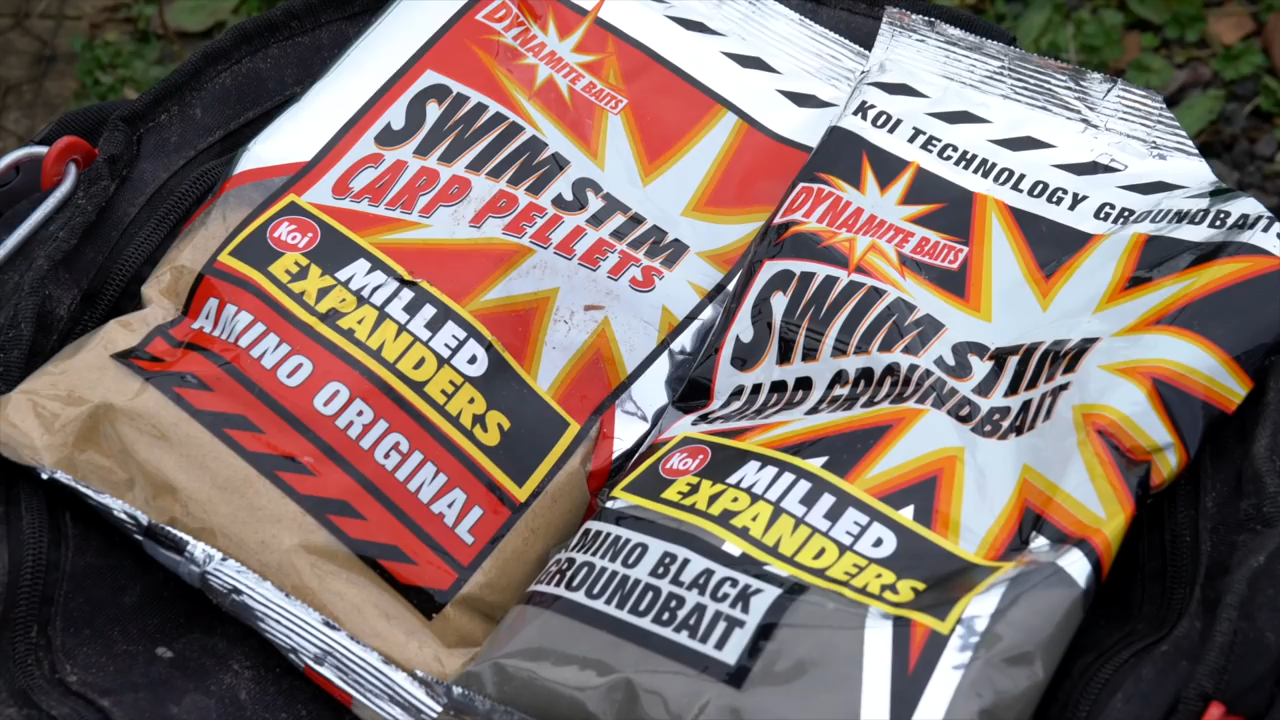 DYNAMITE BAITS
SWIM STIM
CARP PELLETS
Koi
MILLED
EXPANDERS
AMINO ORIGINAL
KOI TECHNOLOGY GROUNDBAITS
DYNAMITE BAITS
SWIM STIM
CARP GROUNDBAIT
Koi
MILLED
EXPANDERS
AMINO BLACK
GROUNDBAIT